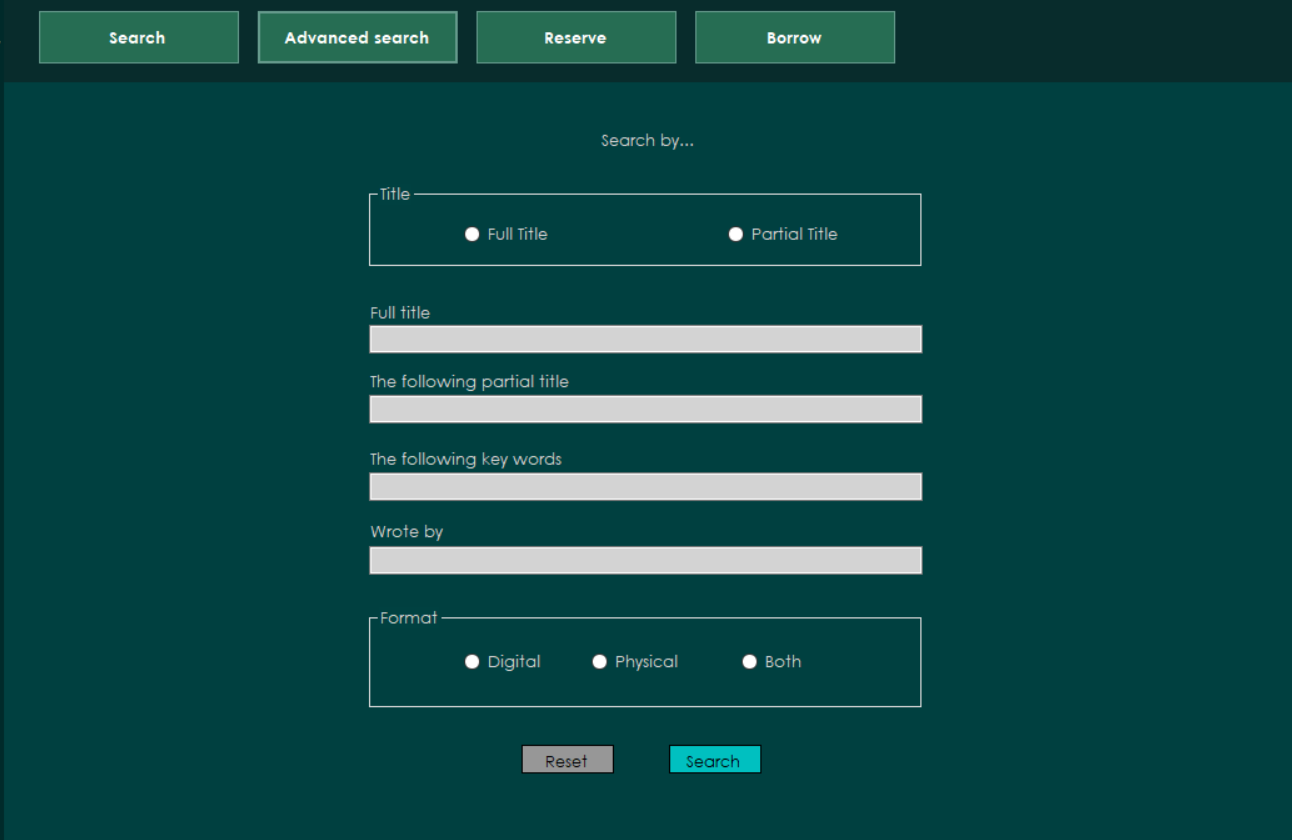 Search Advanced search Reserve Borrow
Search by...
Title
Full Title Partial Title
Full title
The following partial title
The following key words
Wrote by
Format
Digital Physical Both
Reset Search